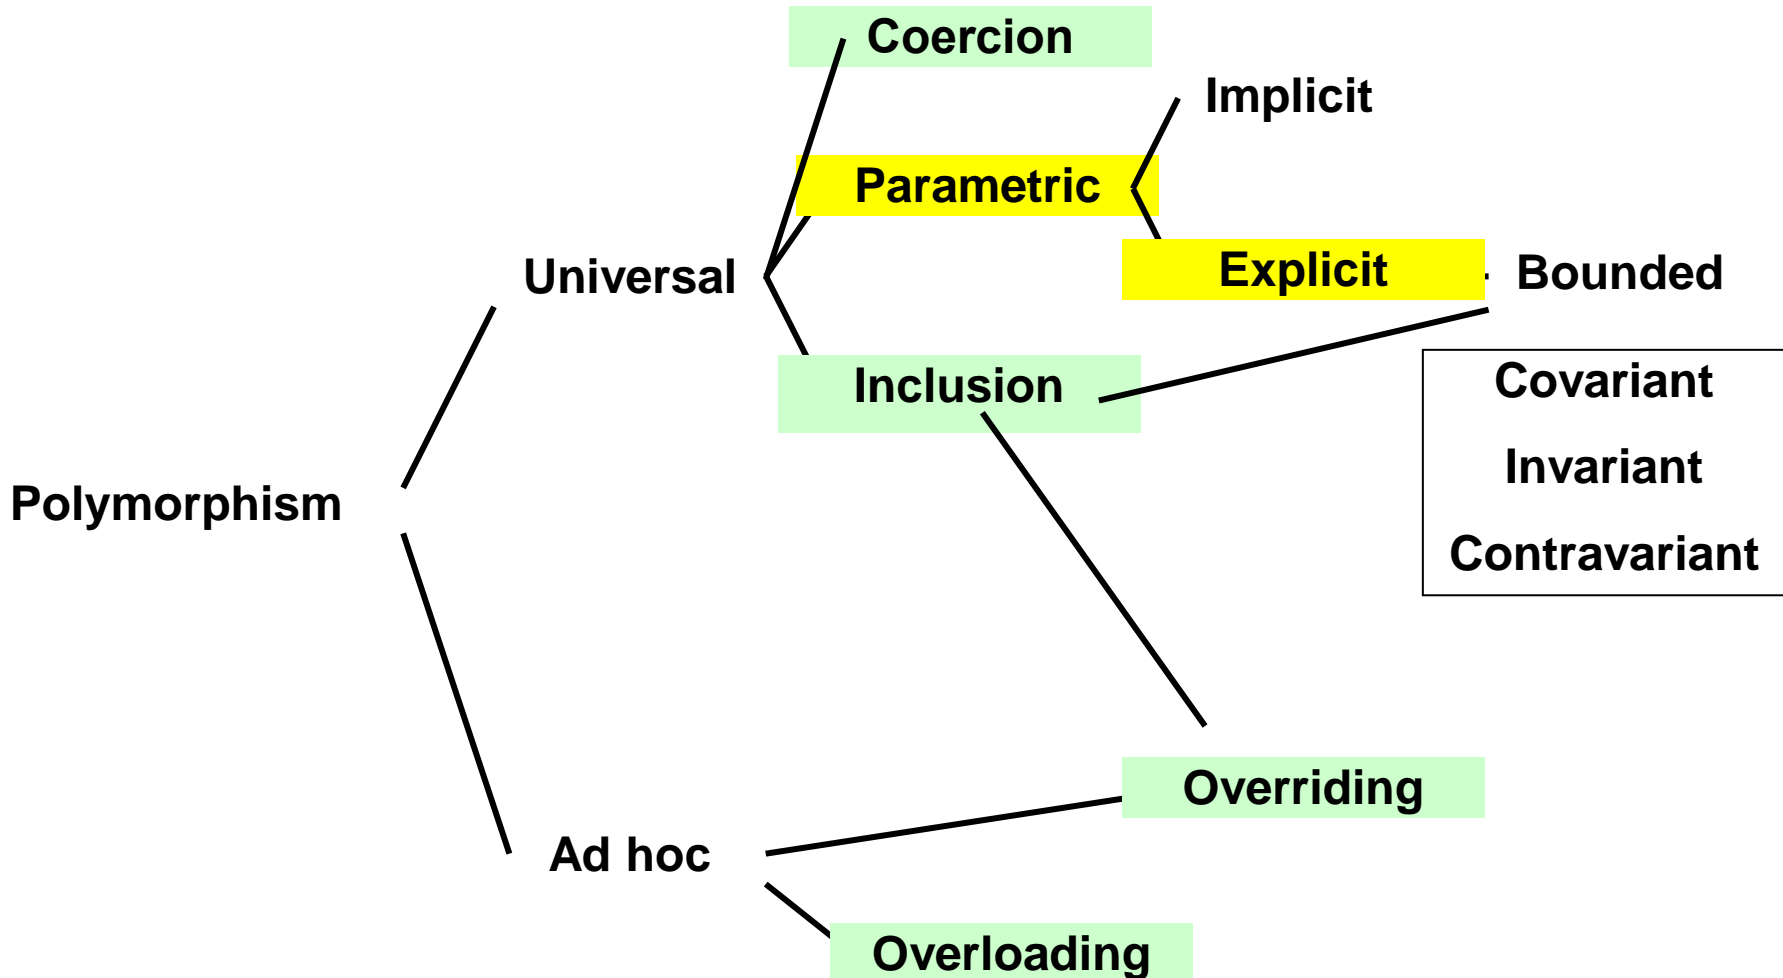 Coercion
Implicit
Parametric
Universal
Explicit
Bounded
Inclusion
Covariant
Invariant
Polymorphism
Contravariant
Overriding
Ad hoc
Overloading